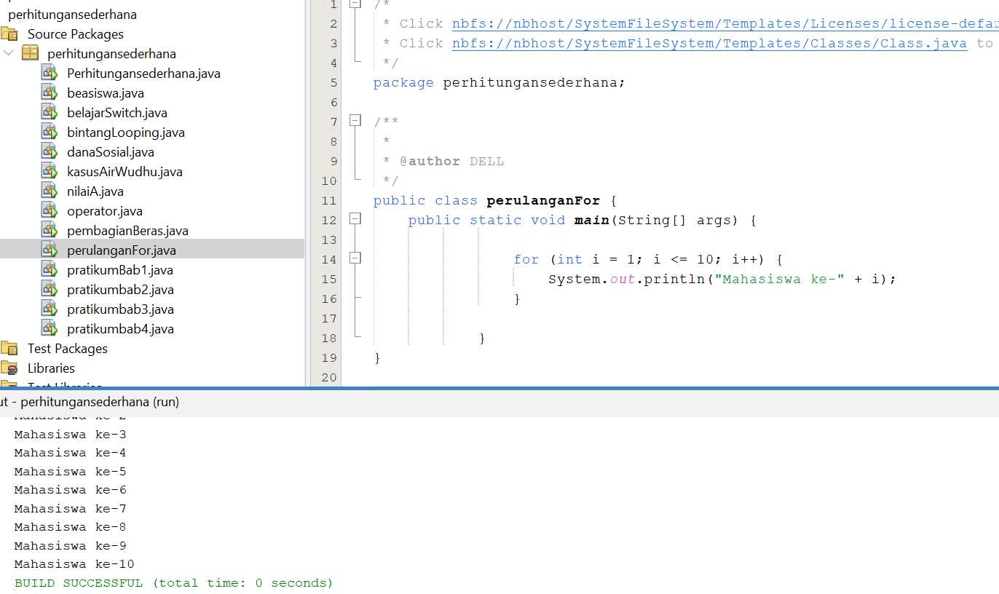 perhitungansederhana
Source Packages
perhitungansederhana
Perhitungansederhana.java
beasiswa.java
belajarSwitch.java
bintangLooping.java
danaSosial.java
kasusAirWudhu.java
nilaiA.java
operator.java
pembagianBeras.java
perulanganFor.java
pratikumBab1.java
pratikumbab2.java
pratikumbab3.java
pratikumbab4.java
Test Packages
Libraries
Test Libraries
1 /*
2 * Click nbfs://nbhost/SystemFileSystem/Templates/Licenses/license-defau
3 * Click nbfs://nbhost/SystemFileSystem/Templates/Classes/Class.java to
4 */
5 package perhitungansederhana;
6
7 /**
8 *
9 * @author DELL
10 */
11 public class perulanganFor {
12 public static void main(String[] args) {
13
14 for (int i = 1; i <= 10; i++) {
15 System.out.println("Mahasiswa ke-" + i);
16 }
17
18 }
19 }
20
ut - perhitungansederhana (run)
Mahasiswa ke-2
Mahasiswa ke-3
Mahasiswa ke-4
Mahasiswa ke-5
Mahasiswa ke-6
Mahasiswa ke-7
Mahasiswa ke-8
Mahasiswa ke-9
Mahasiswa ke-10
BUILD SUCCESSFUL (total time: 0 seconds)